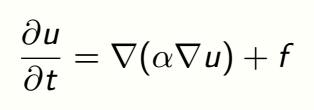 ∂u/∂t = ∇(α∇u) + f